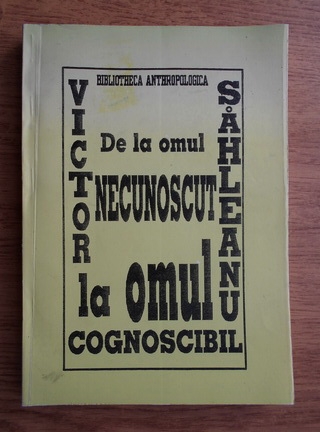 BIBLIOTHECA ANTHROPOLOGICA
VICTOR
SĂHLEANU
De la omul
NECUNOSCUT
la omul
COGNOSCIBIL